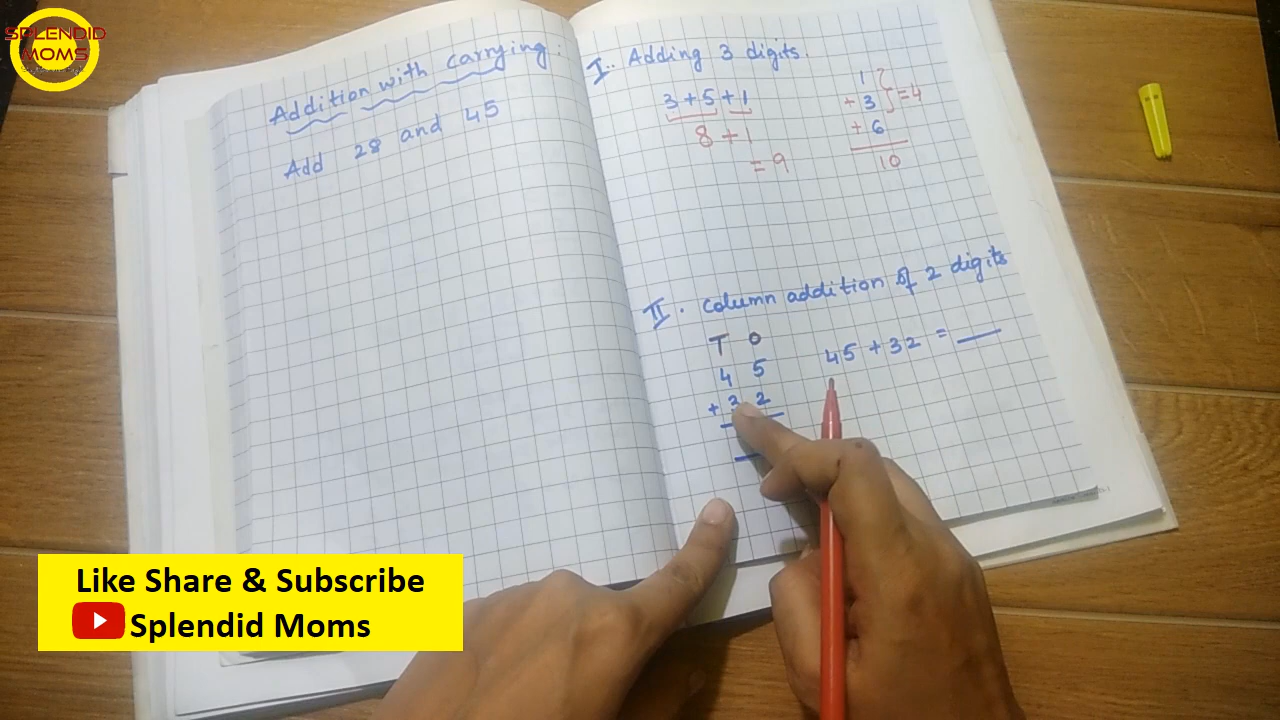 SPLENDID
MOMS
Addition with carrying :
Add 28 and 45
I. Adding 3 digits.
3 + 5 + 1
8 + 1
= 9
1
+ 3 } = 4
+ 6
10
II. Column addition of 2 digits
T O
4 5
+ 3 2
45 + 32 = __
Like Share & Subscribe
Splendid Moms